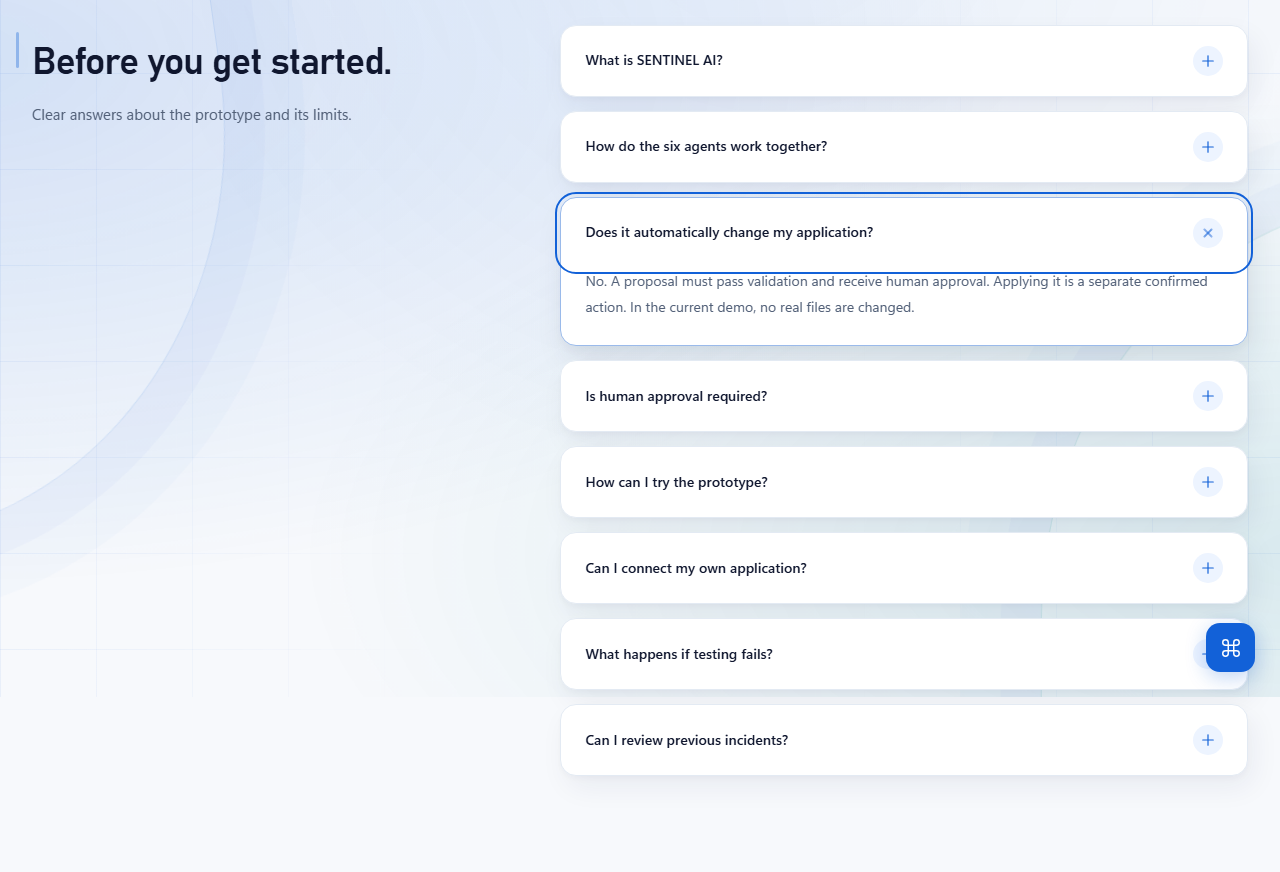 Before you get started.
Clear answers about the prototype and its limits.
What is SENTINEL AI?
How do the six agents work together?
Does it automatically change my application?
No. A proposal must pass validation and receive human approval. Applying it is a separate confirmed
action. In the current demo, no real files are changed.
Is human approval required?
How can I try the prototype?
Can I connect my own application?
What happens if testing fails?
Can I review previous incidents?